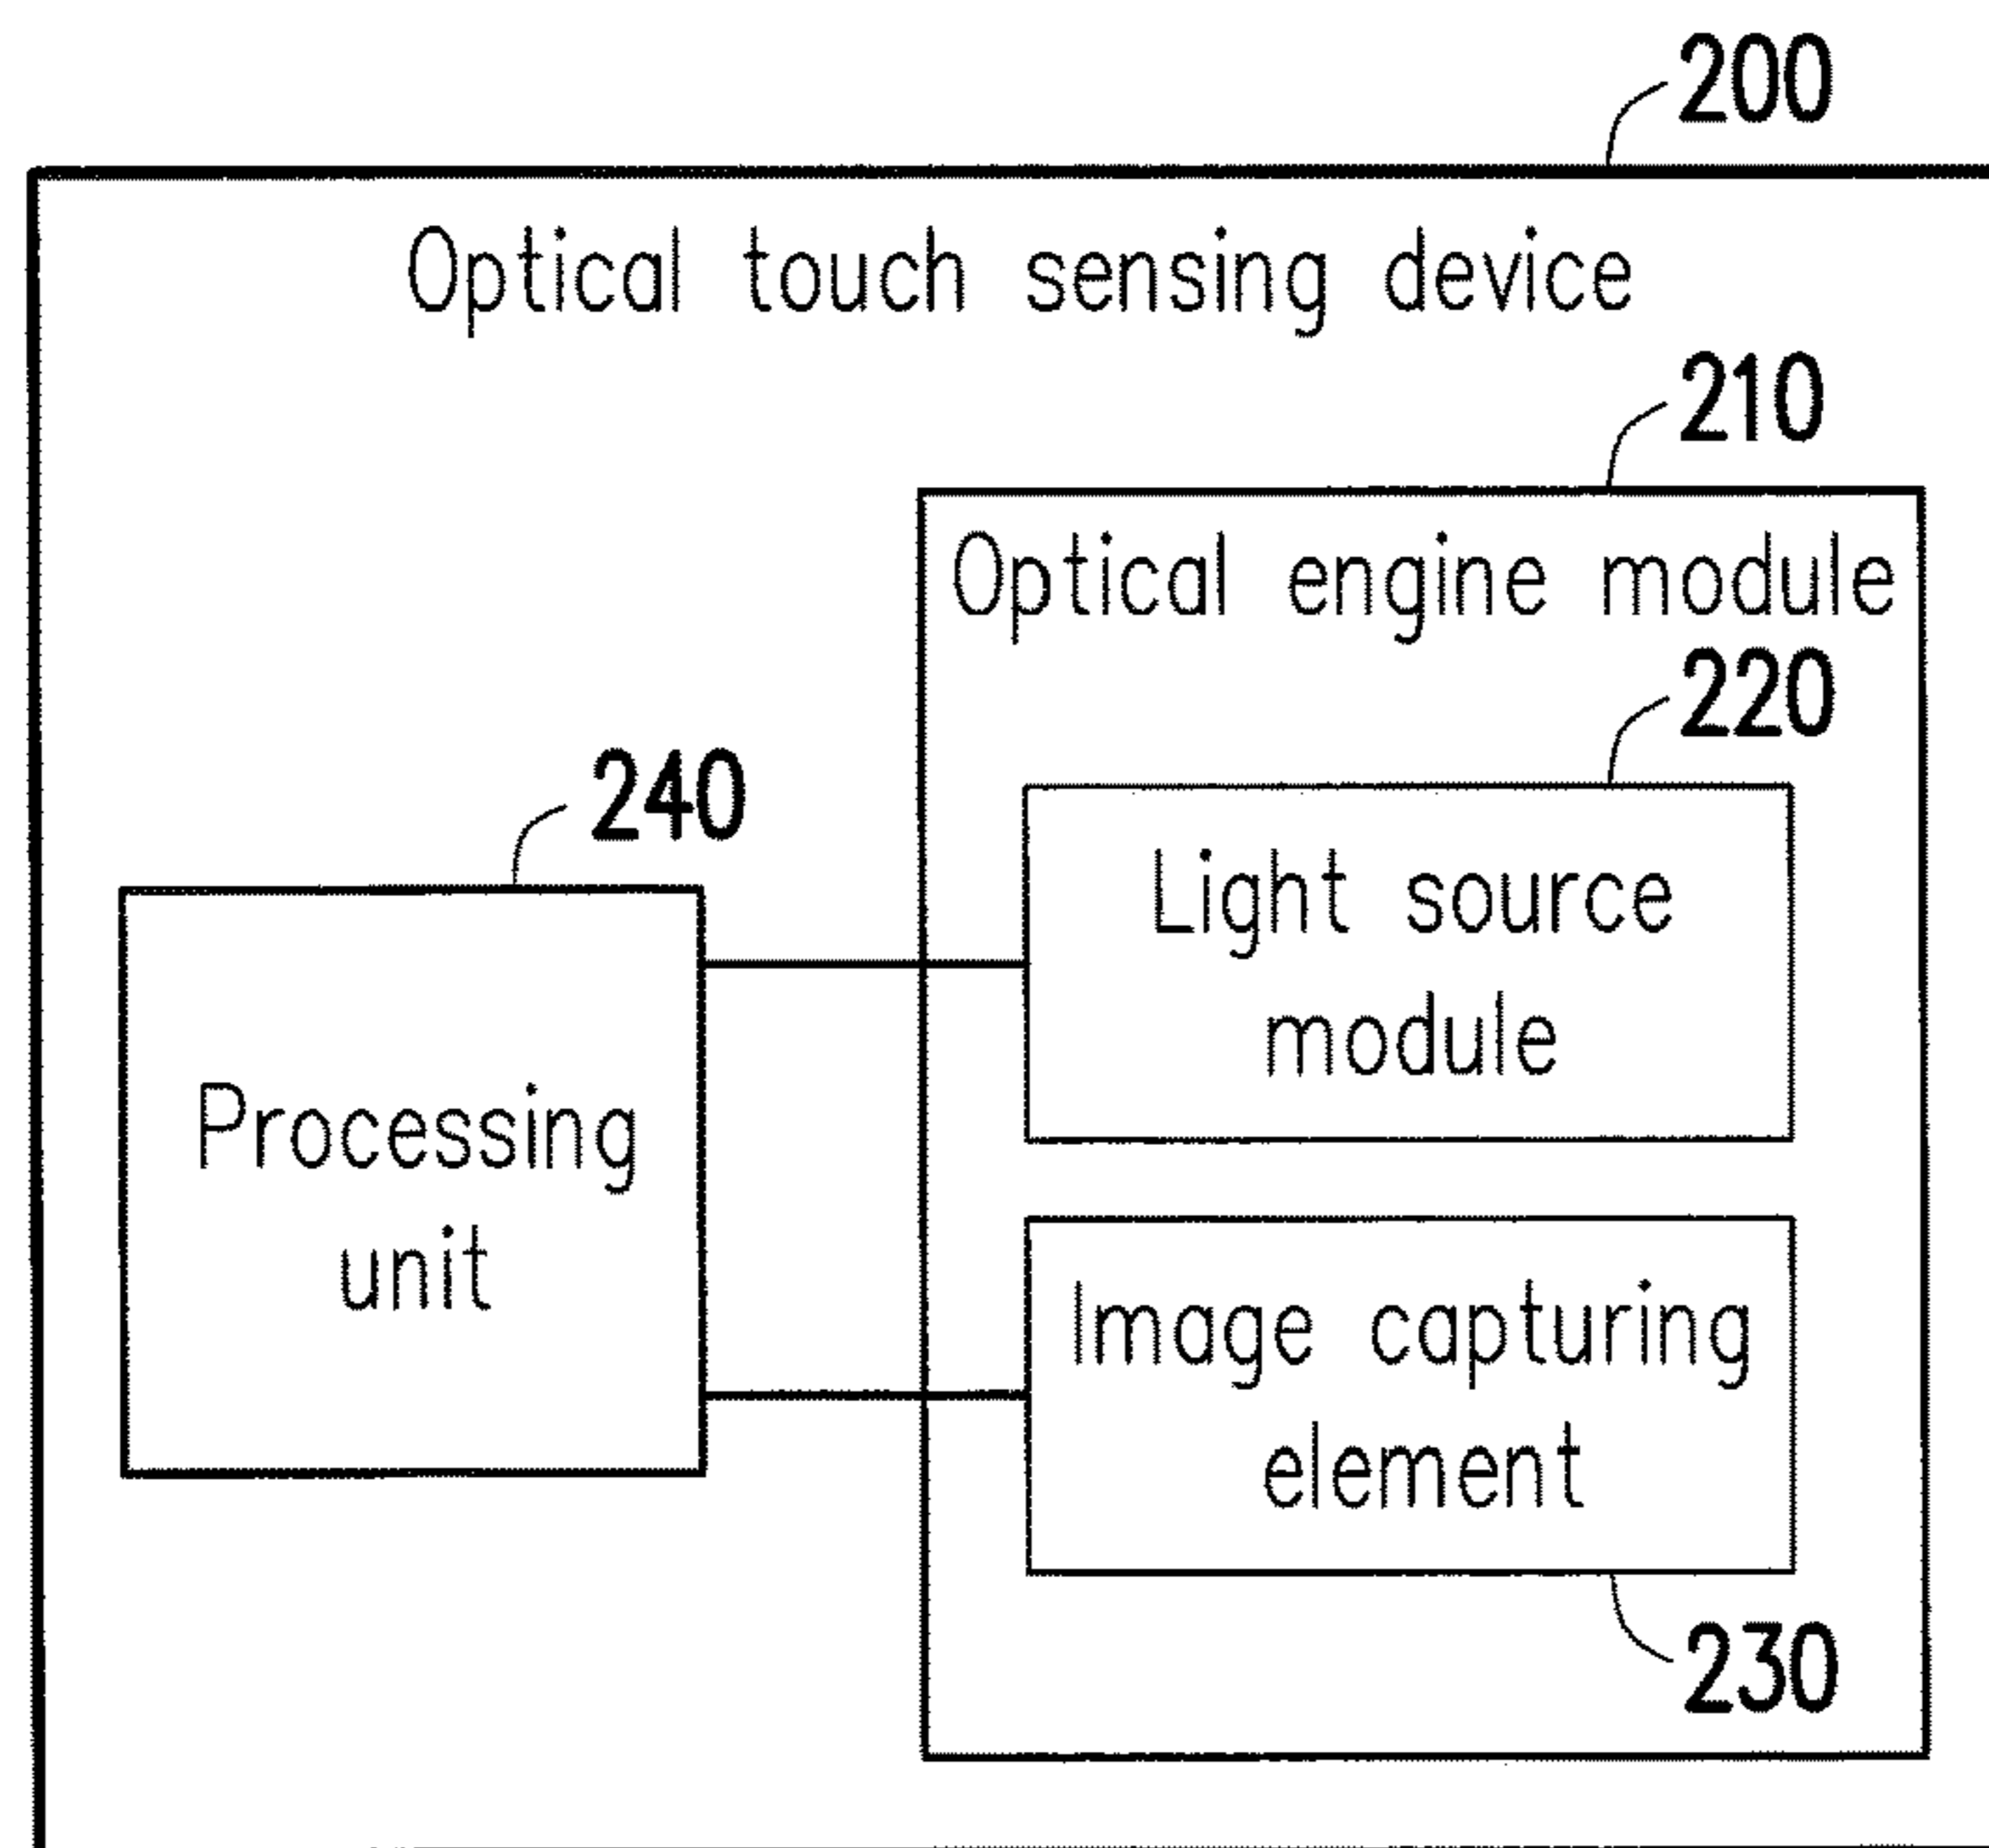 200
Optical touch sensing device
210
Optical engine module
220
240
Light source
module
Processing
unit
Image capturing
element
230